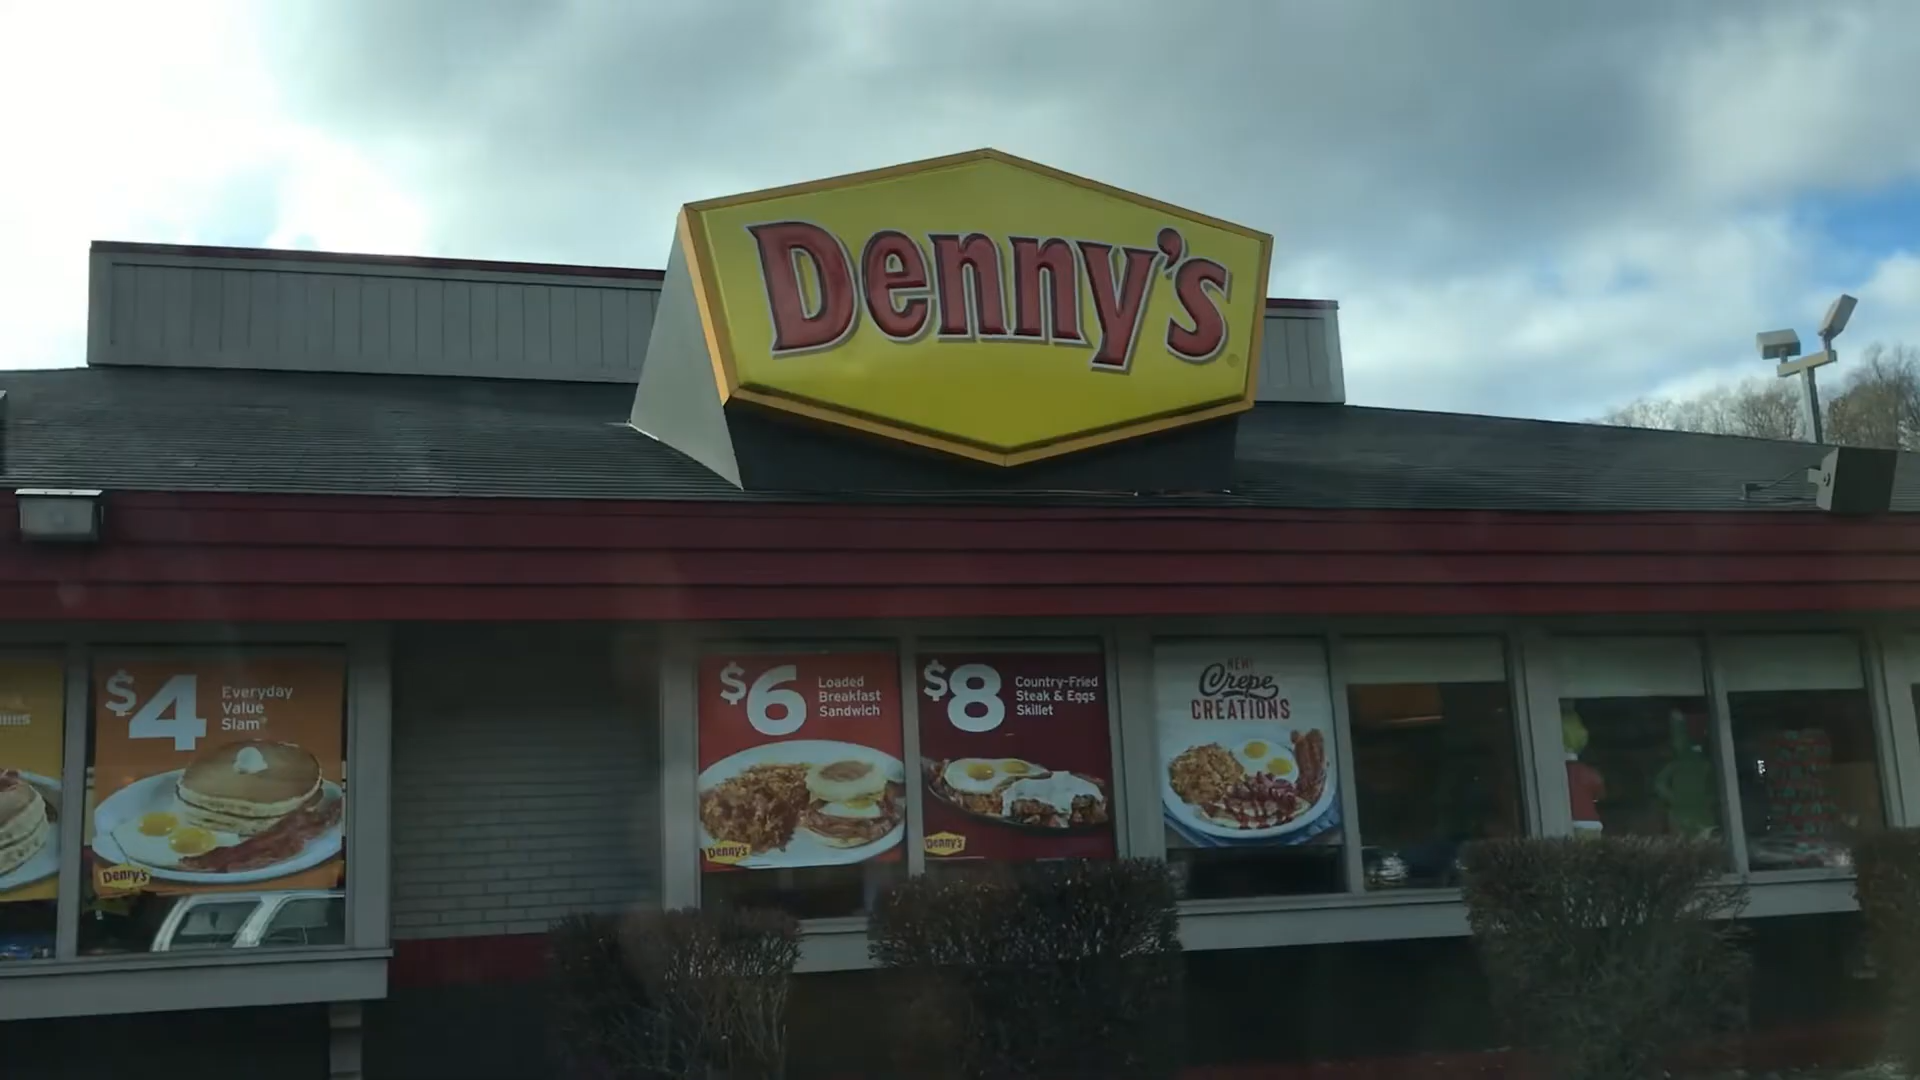 Denny's
$4
Everyday
Value
Slam®
Denny's
$6
Loaded
Breakfast
Sandwich
Denny's
$8
Country-Fried
Steak & Eggs
Skillet
Denny's
NEW!
Crepe
CREATIONS